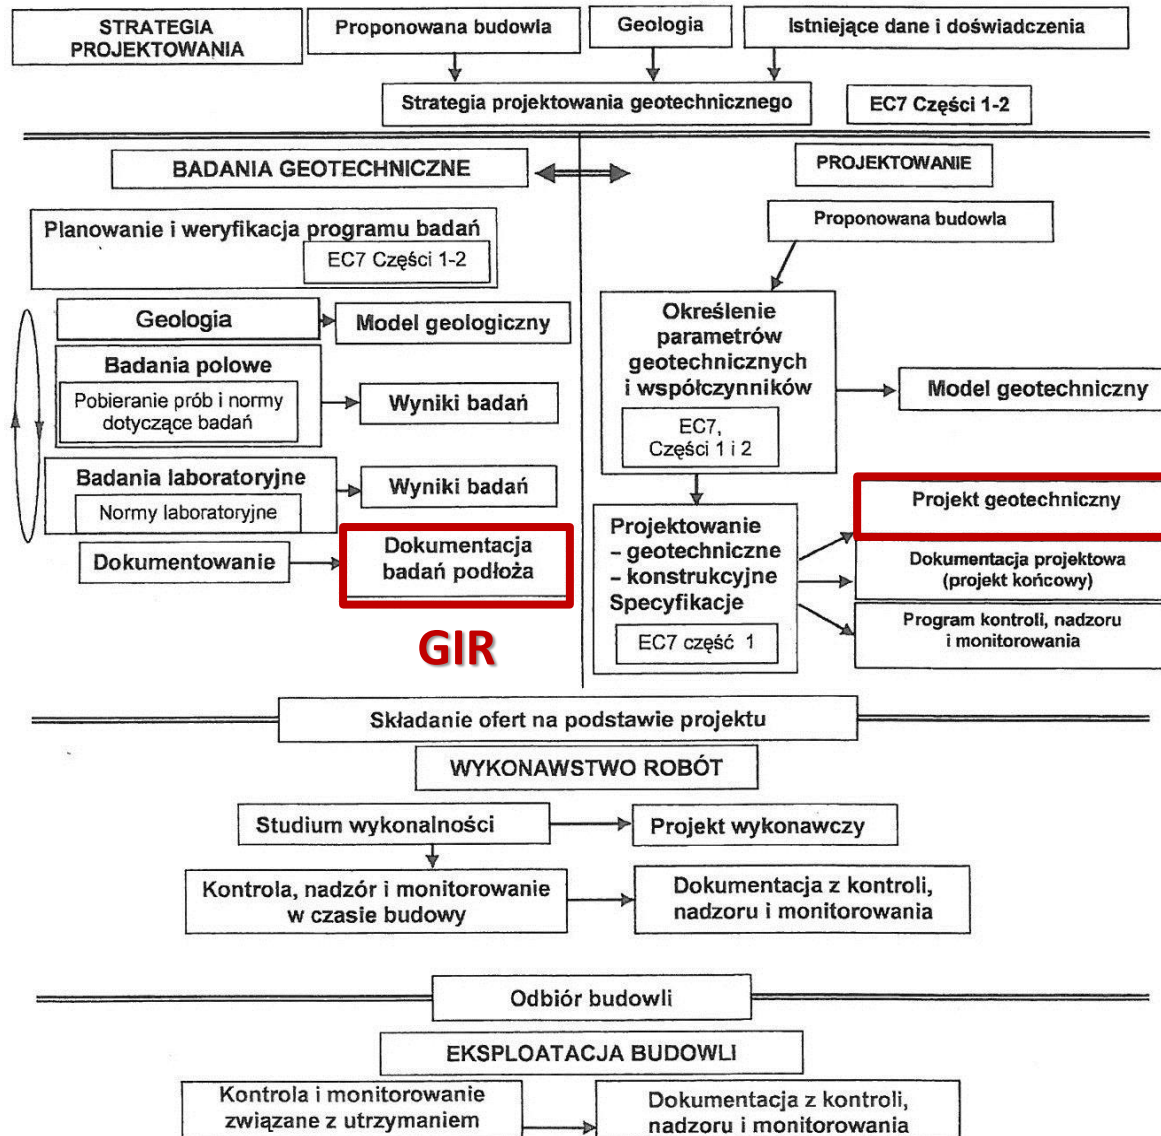 STRATEGIA
PROJEKTOWANIA
Proponowana budowla
Geologia
Istniejące dane i doświadczenia
Strategia projektowania geotechnicznego
EC7 Części 1-2
BADANIA GEOTECHNICZNE
PROJEKTOWANIE
Planowanie i weryfikacja programu badań
EC7 Części 1-2
Geologia
Model geologiczny
Badania polowe
Pobieranie prób i normy
dotyczące badań
Wyniki badań
Badania laboratoryjne
Normy laboratoryjne
Wyniki badań
Dokumentowanie
Dokumentacja
badań podłoża
GIR
Proponowana budowla
Określenie
parametrów
geotechnicznych
i współczynników
EC7,
Części 1 i 2
Model geotechniczny
Projektowanie
– geotechniczne
– konstrukcyjne
Specyfikacje
EC7 część 1
Projekt geotechniczny
Dokumentacja projektowa
(projekt końcowy)
Program kontroli, nadzoru
i monitorowania
Składanie ofert na podstawie projektu
WYKONAWSTWO ROBÓT
Studium wykonalności
Projekt wykonawczy
Kontrola, nadzór i monitorowanie
w czasie budowy
Dokumentacja z kontroli,
nadzoru i monitorowania
Odbiór budowli
EKSPLOATACJA BUDOWLI
Kontrola i monitorowanie
związane z utrzymaniem
Dokumentacja z kontroli,
nadzoru i monitorowania